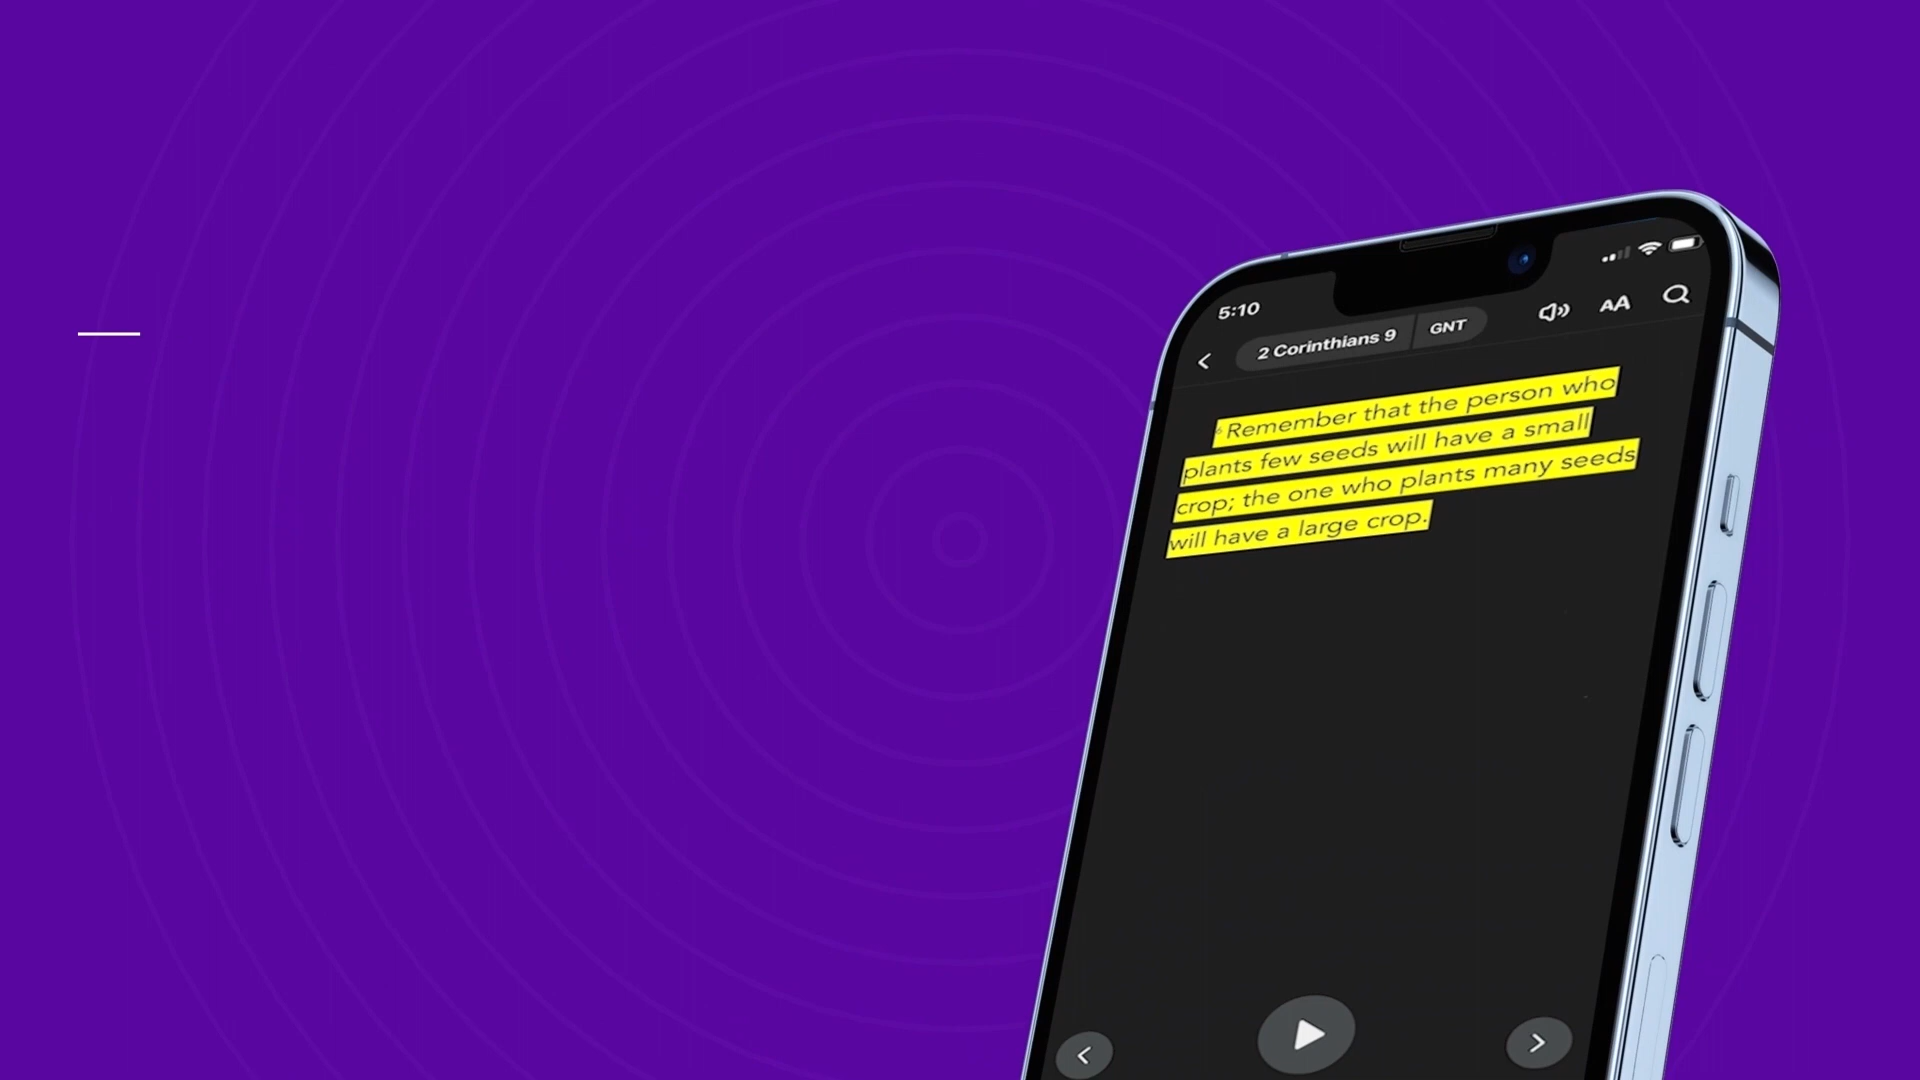 5:10
2 Corinthians 9 GNT AA
6 Remember that the person who
plants few seeds will have a small
crop; the one who plants many seeds
will have a large crop.